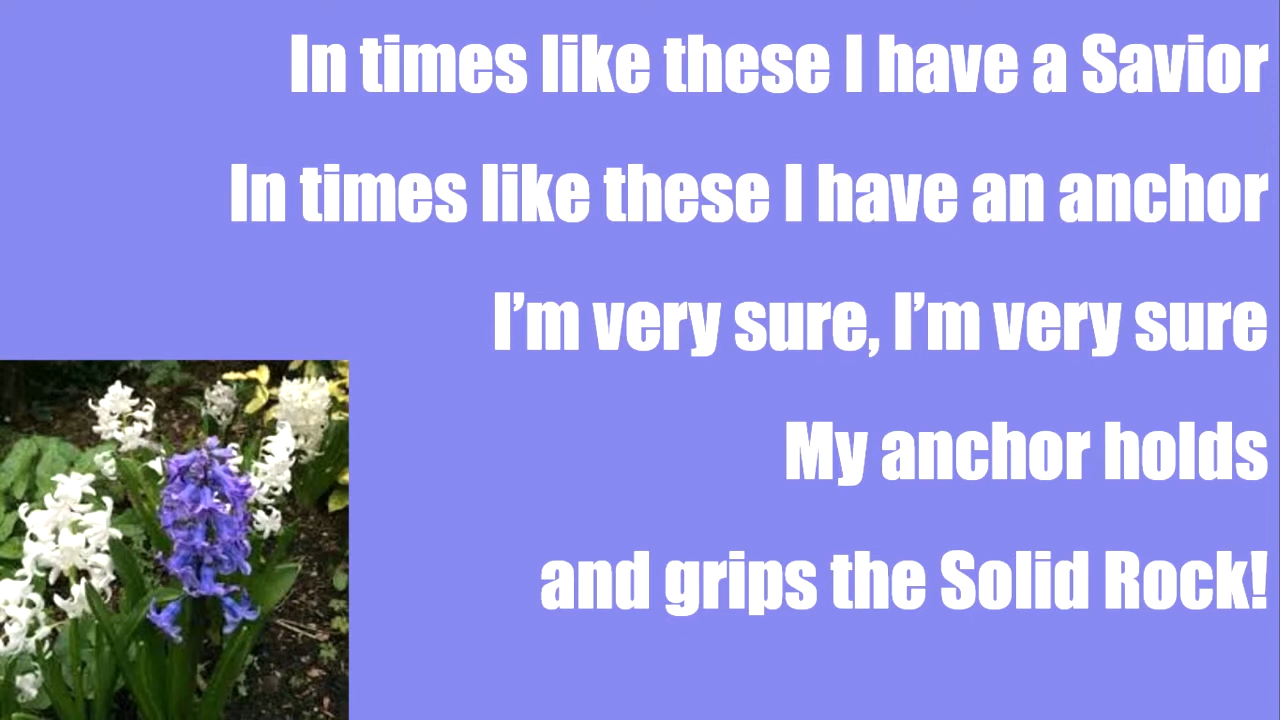 In times like these I have a Savior
In times like these I have an anchor
I’m very sure, I’m very sure
My anchor holds
and grips the Solid Rock!